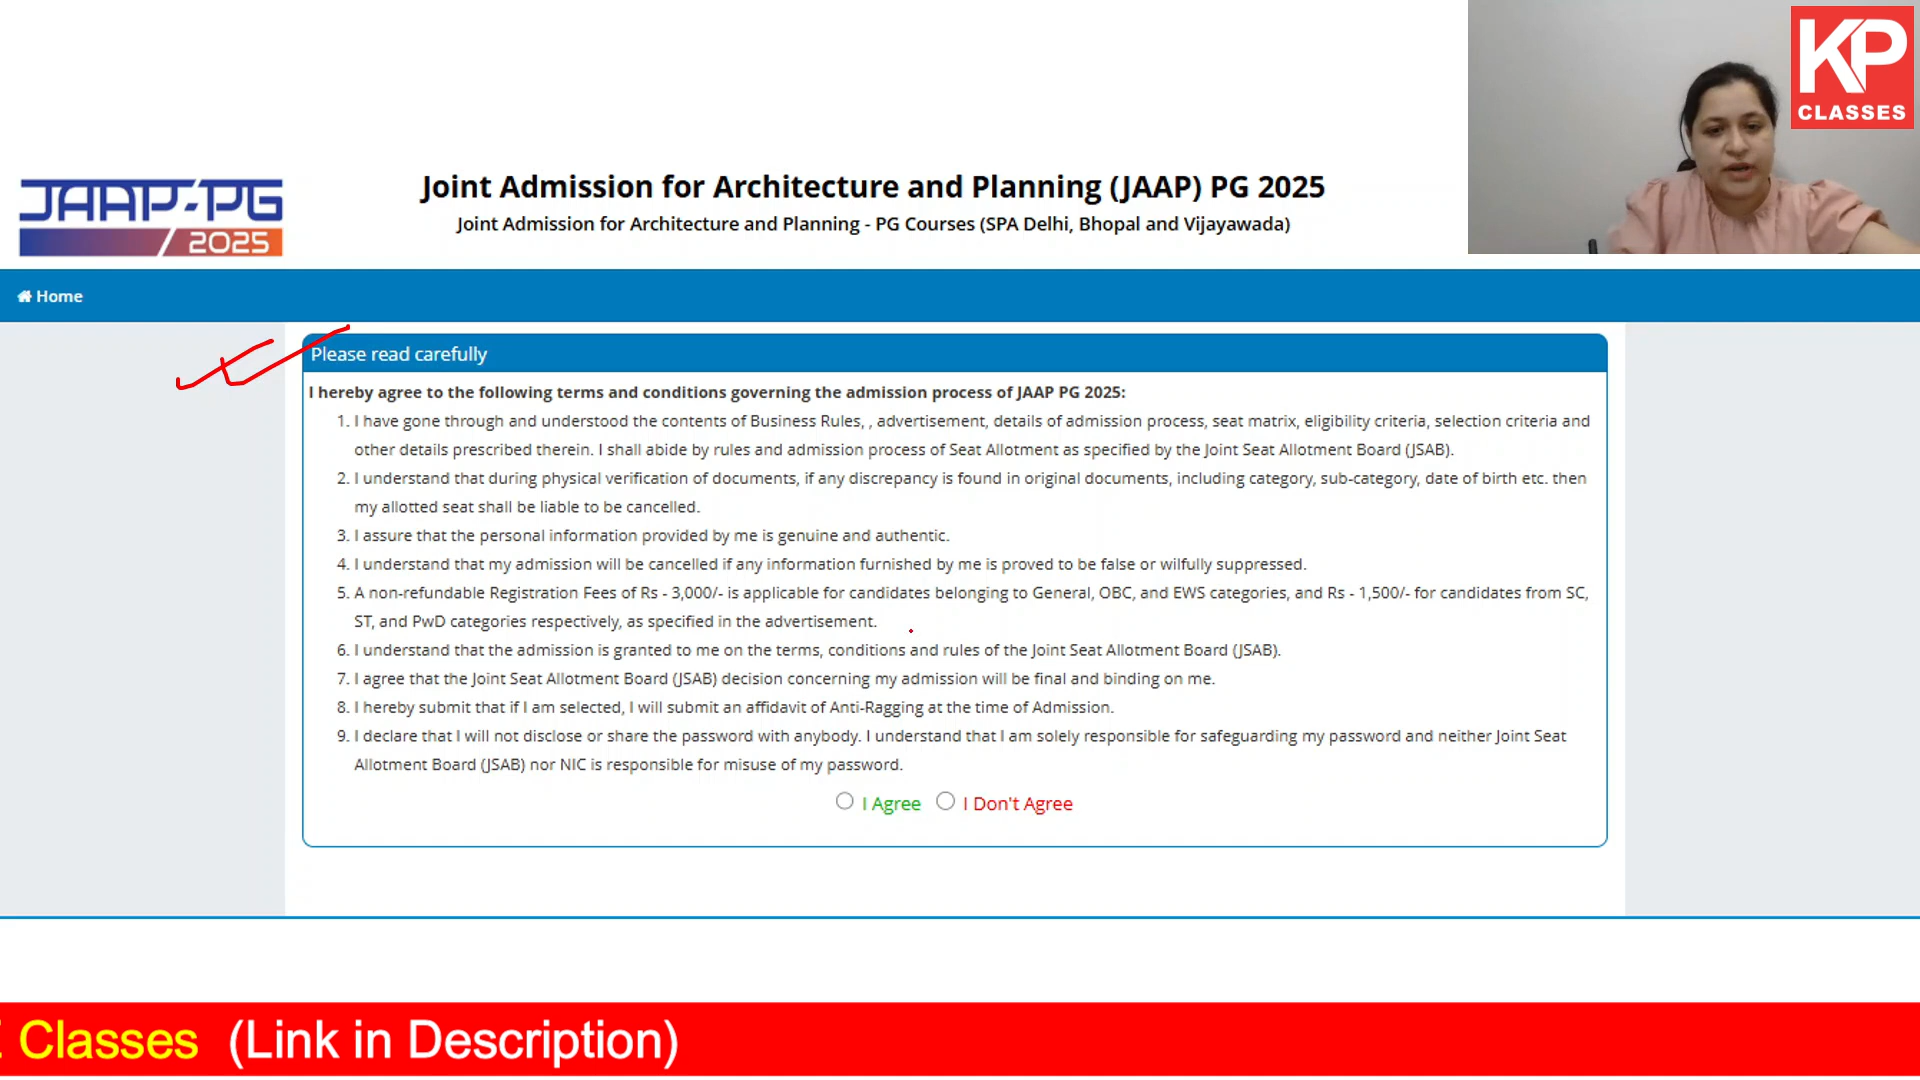 KP
CLASSES
JAAP-PG
2025
Joint Admission for Architecture and Planning (JAAP) PG 2025
Joint Admission for Architecture and Planning - PG Courses (SPA Delhi, Bhopal and Vijayawada)
Home
Please read carefully
I hereby agree to the following terms and conditions governing the admission process of JAAP PG 2025:
1. I have gone through and understood the contents of Business Rules, , advertisement, details of admission process, seat matrix, eligibility criteria, selection criteria and
other details prescribed therein. I shall abide by rules and admission process of Seat Allotment as specified by the Joint Seat Allotment Board (JSAB).
2. I understand that during physical verification of documents, if any discrepancy is found in original documents, including category, sub-category, date of birth etc. then
my allotted seat shall be liable to be cancelled.
3. I assure that the personal information provided by me is genuine and authentic.
4. I understand that my admission will be cancelled if any information furnished by me is proved to be false or wilfully suppressed.
5. A non-refundable Registration Fees of Rs - 3,000/- is applicable for candidates belonging to General, OBC, and EWS categories, and Rs - 1,500/- for candidates from SC,
ST, and PwD categories respectively, as specified in the advertisement.
6. I understand that the admission is granted to me on the terms, conditions and rules of the Joint Seat Allotment Board (JSAB).
7. I agree that the Joint Seat Allotment Board (JSAB) decision concerning my admission will be final and binding on me.
8. I hereby submit that if I am selected, I will submit an affidavit of Anti-Ragging at the time of Admission.
9. I declare that I will not disclose or share the password with anybody. I understand that I am solely responsible for safeguarding my password and neither Joint Seat
Allotment Board (JSAB) nor NIC is responsible for misuse of my password.
I Agree I Don't Agree
Classes (Link in Description)